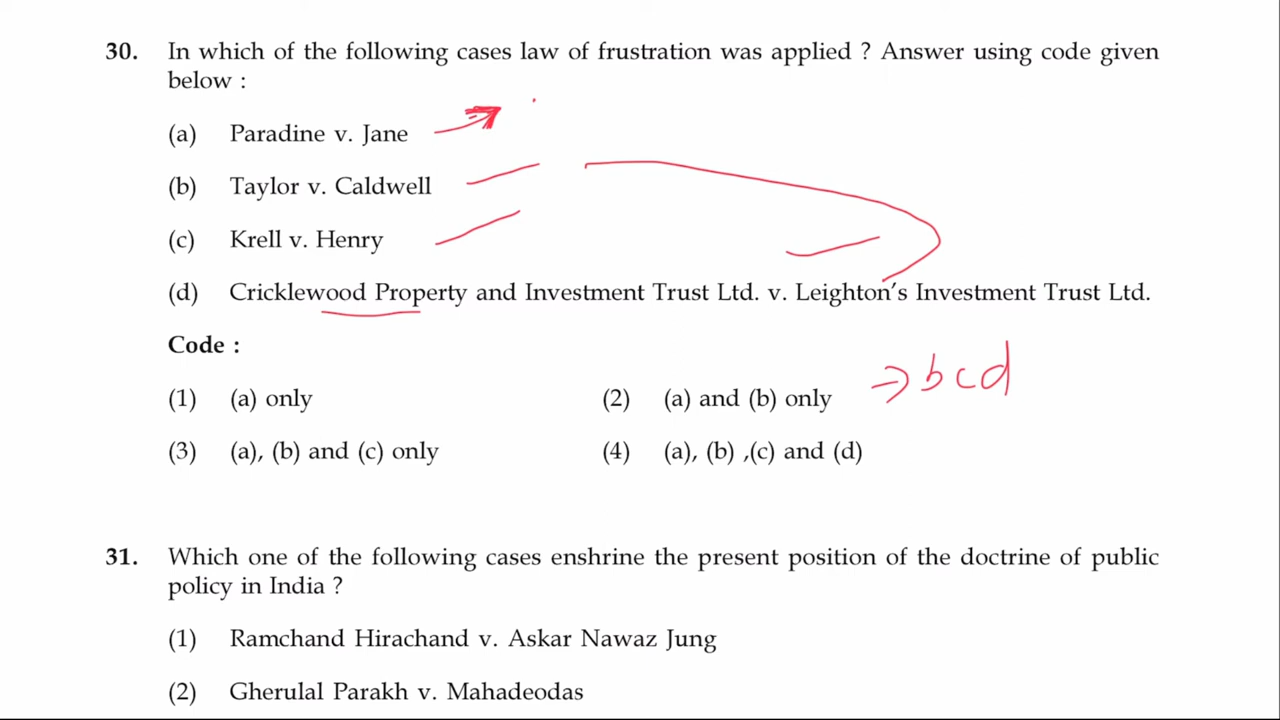 30. In which of the following cases law of frustration was applied ? Answer using code given
below :
(a) Paradine v. Jane
(b) Taylor v. Caldwell
(c) Krell v. Henry
(d) Cricklewood Property and Investment Trust Ltd. v. Leighton's Investment Trust Ltd.
Code :
(1) (a) only (2) (a) and (b) only
→ bcd
(3) (a), (b) and (c) only (4) (a), (b) ,(c) and (d)
31. Which one of the following cases enshrine the present position of the doctrine of public
policy in India ?
(1) Ramchand Hirachand v. Askar Nawaz Jung
(2) Gherulal Parakh v. Mahadeodas